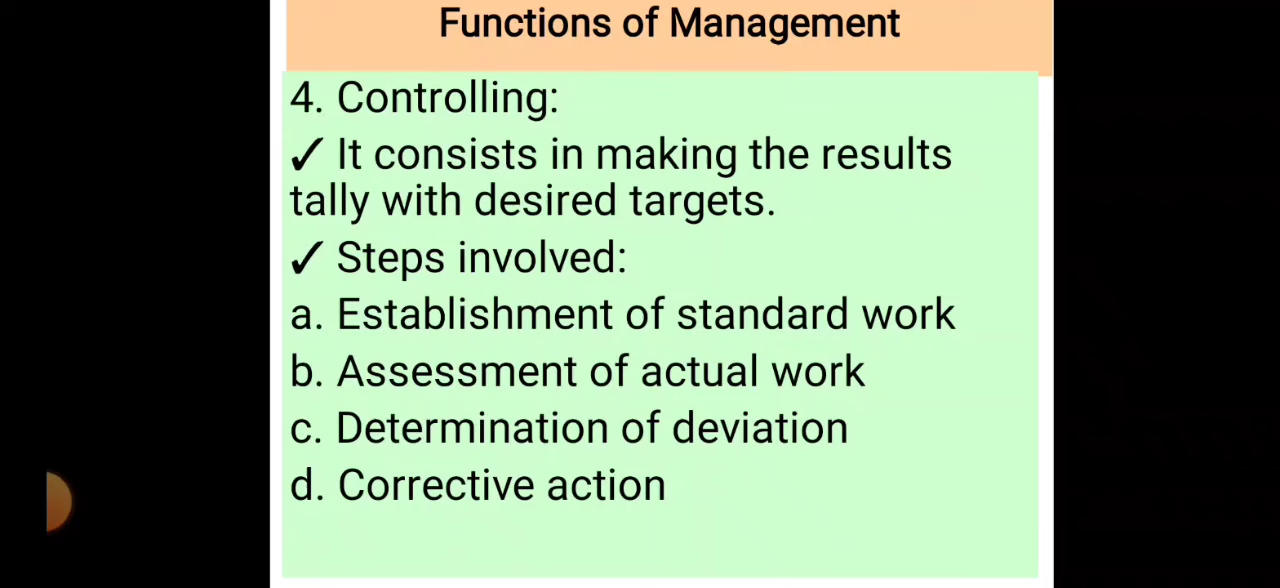 Functions of Management
4. Controlling:
✓ It consists in making the results
tally with desired targets.
✓ Steps involved:
a. Establishment of standard work
b. Assessment of actual work
c. Determination of deviation
d. Corrective action